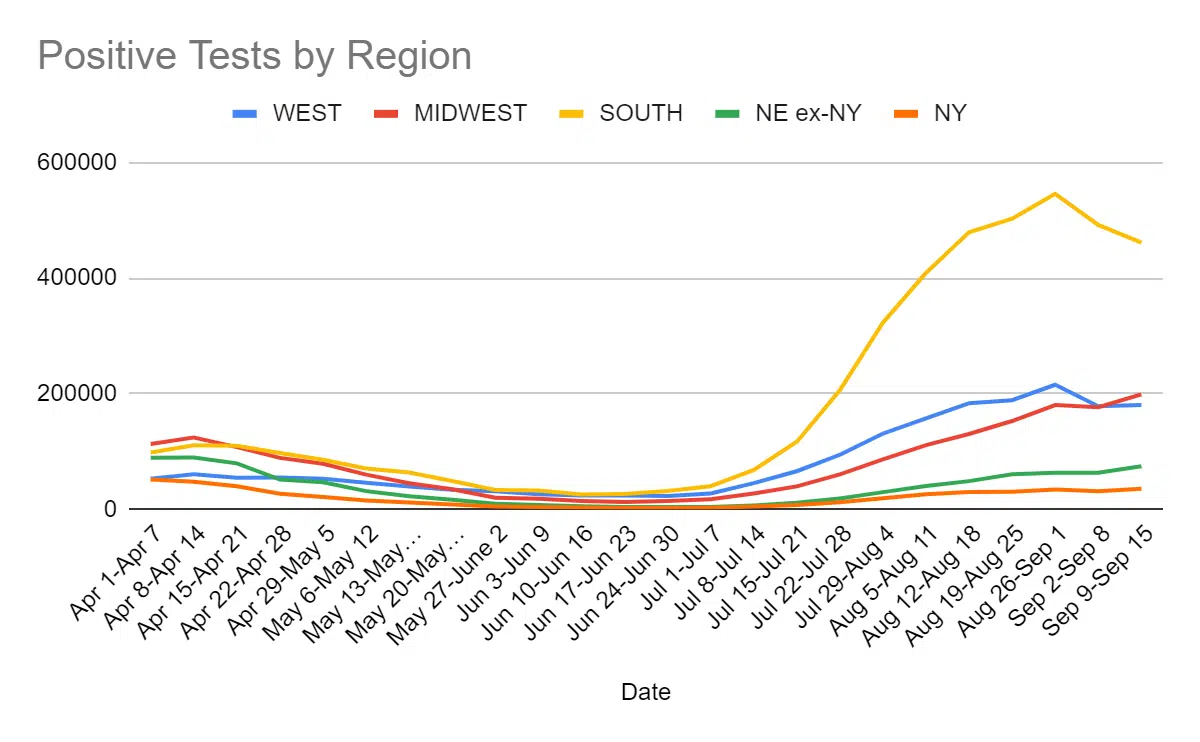 Positive Tests by Region
WEST MIDWEST SOUTH NE ex-NY NY
600000
400000
200000
0
Apr 1-Apr 7
Apr 8-Apr 14
Apr 15-Apr 21
Apr 22-Apr 28
Apr 29-May 5
May 6-May 12
May 13-May…
May 20-May…
May 27-June 2
Jun 3-Jun 9
Jun 10-Jun 16
Jun 17-Jun 23
Jun 24-Jun 30
Jul 1-Jul 7
Jul 8-Jul 14
Jul 15-Jul 21
Jul 22-Jul 28
Jul 29-Aug 4
Aug 5-Aug 11
Aug 12-Aug 18
Aug 19-Aug 25
Aug 26-Sep 1
Sep 2-Sep 8
Sep 9-Sep 15
Date